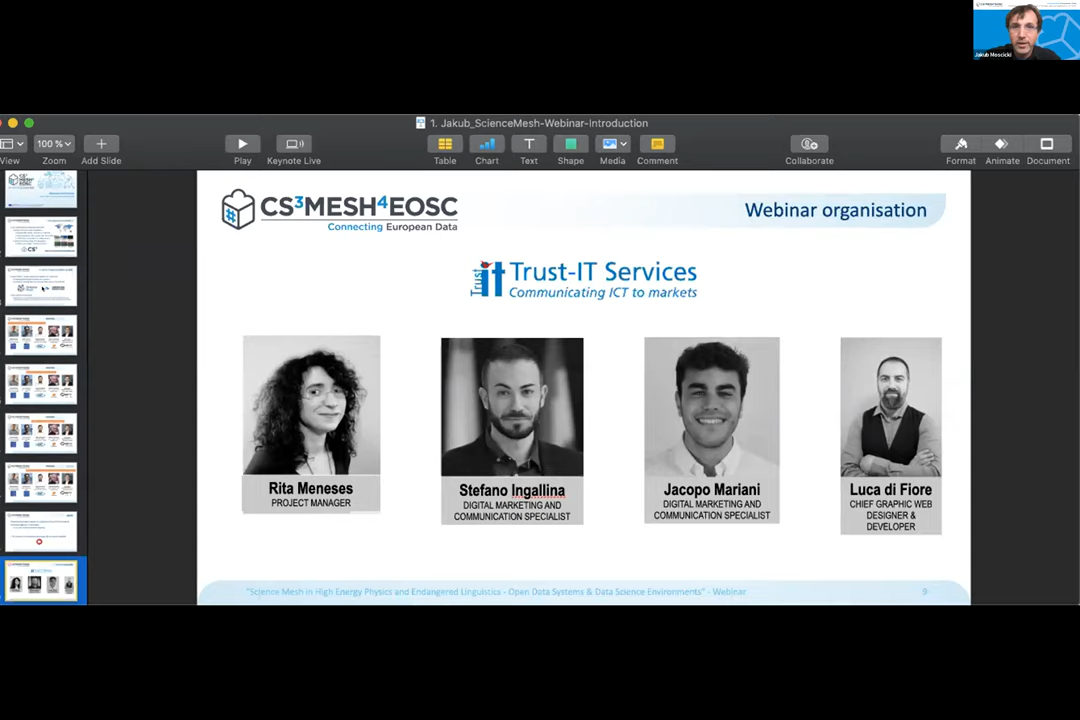 CS3MESH4EOSC
Jakub Moscicki
1. Jakub_ScienceMesh-Webinar-Introduction
View
100 %
Zoom
Add Slide
Play
Keynote Live
Table
Chart
Text
Shape
Media
Comment
Collaborate
Format
Animate
Document
CS3MESH4EOSC
Connecting European Data
Webinar organisation
Trust it
Trust-IT Services
Communicating ICT to markets
Rita Meneses
PROJECT MANAGER
Stefano Ingallina
DIGITAL MARKETING AND
COMMUNICATION SPECIALIST
Jacopo Mariani
DIGITAL MARKETING AND
COMMUNICATION SPECIALIST
Luca di Fiore
CHIEF GRAPHIC WEB
DESIGNER &
DEVELOPER
"Science Mesh in High Energy Physics and Endangered Linguistics - Open Data Systems & Data Science Environments" - Webinar
9